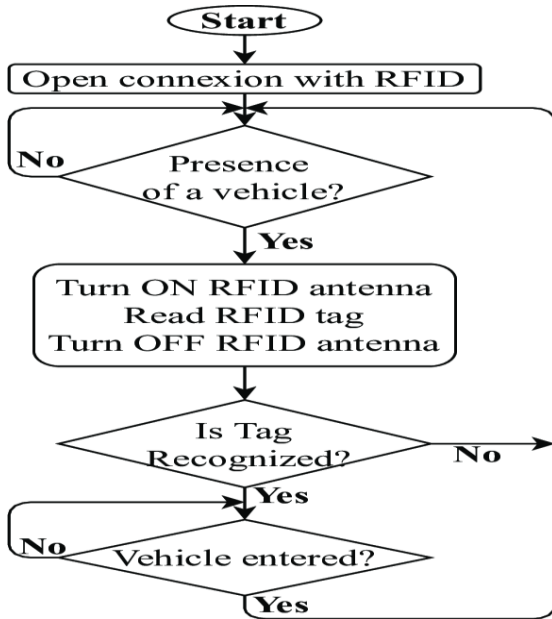 Start
Open connexion with RFID
No
Presence
of a vehicle?
Yes
Turn ON RFID antenna
Read RFID tag
Turn OFF RFID antenna
Is Tag
Recognized?
No
Yes
No
Vehicle entered?
Yes